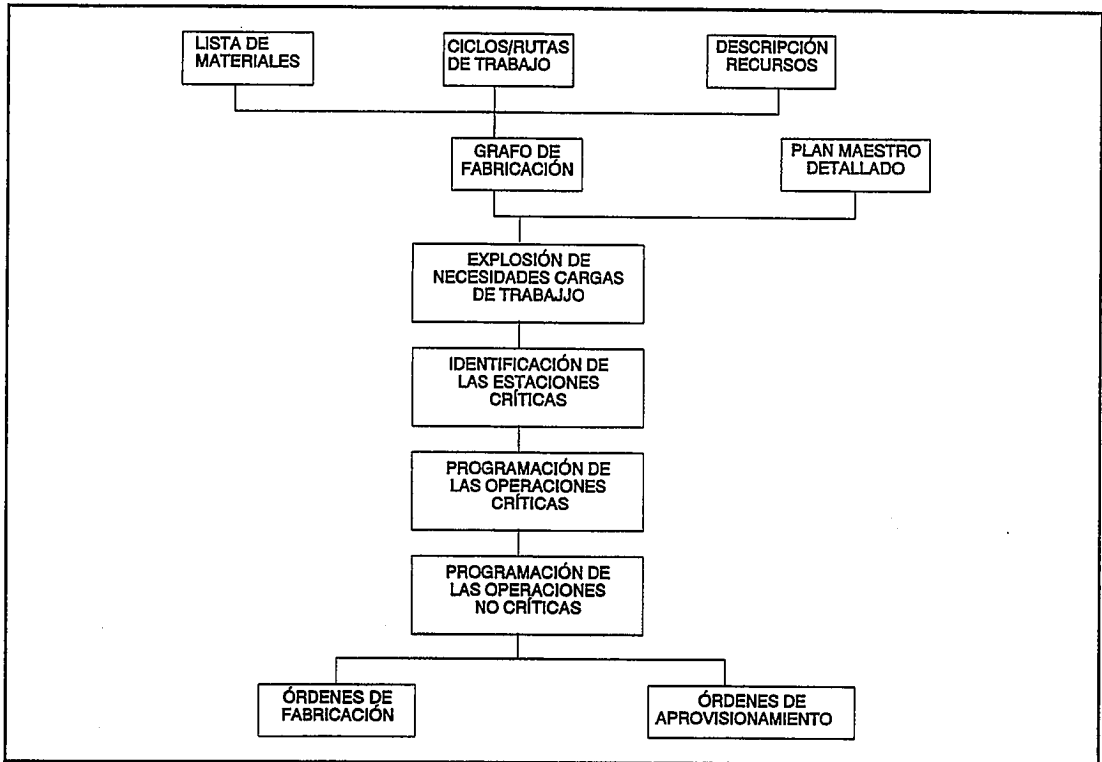 LISTA DE
MATERIALES
CICLOS/RUTAS
DE TRABAJO
DESCRIPCIÓN
RECURSOS
GRAFO DE
FABRICACIÓN
PLAN MAESTRO
DETALLADO
EXPLOSIÓN DE
NECESIDADES CARGAS
DE TRABAJJO
IDENTIFICACIÓN DE
LAS ESTACIONES
CRÍTICAS
PROGRAMACIÓN DE
LAS OPERACIONES
CRÍTICAS
PROGRAMACIÓN DE
LAS OPERACIONES
NO CRÍTICAS
ÓRDENES DE
FABRICACIÓN
ÓRDENES DE
APROVISIONAMIENTO